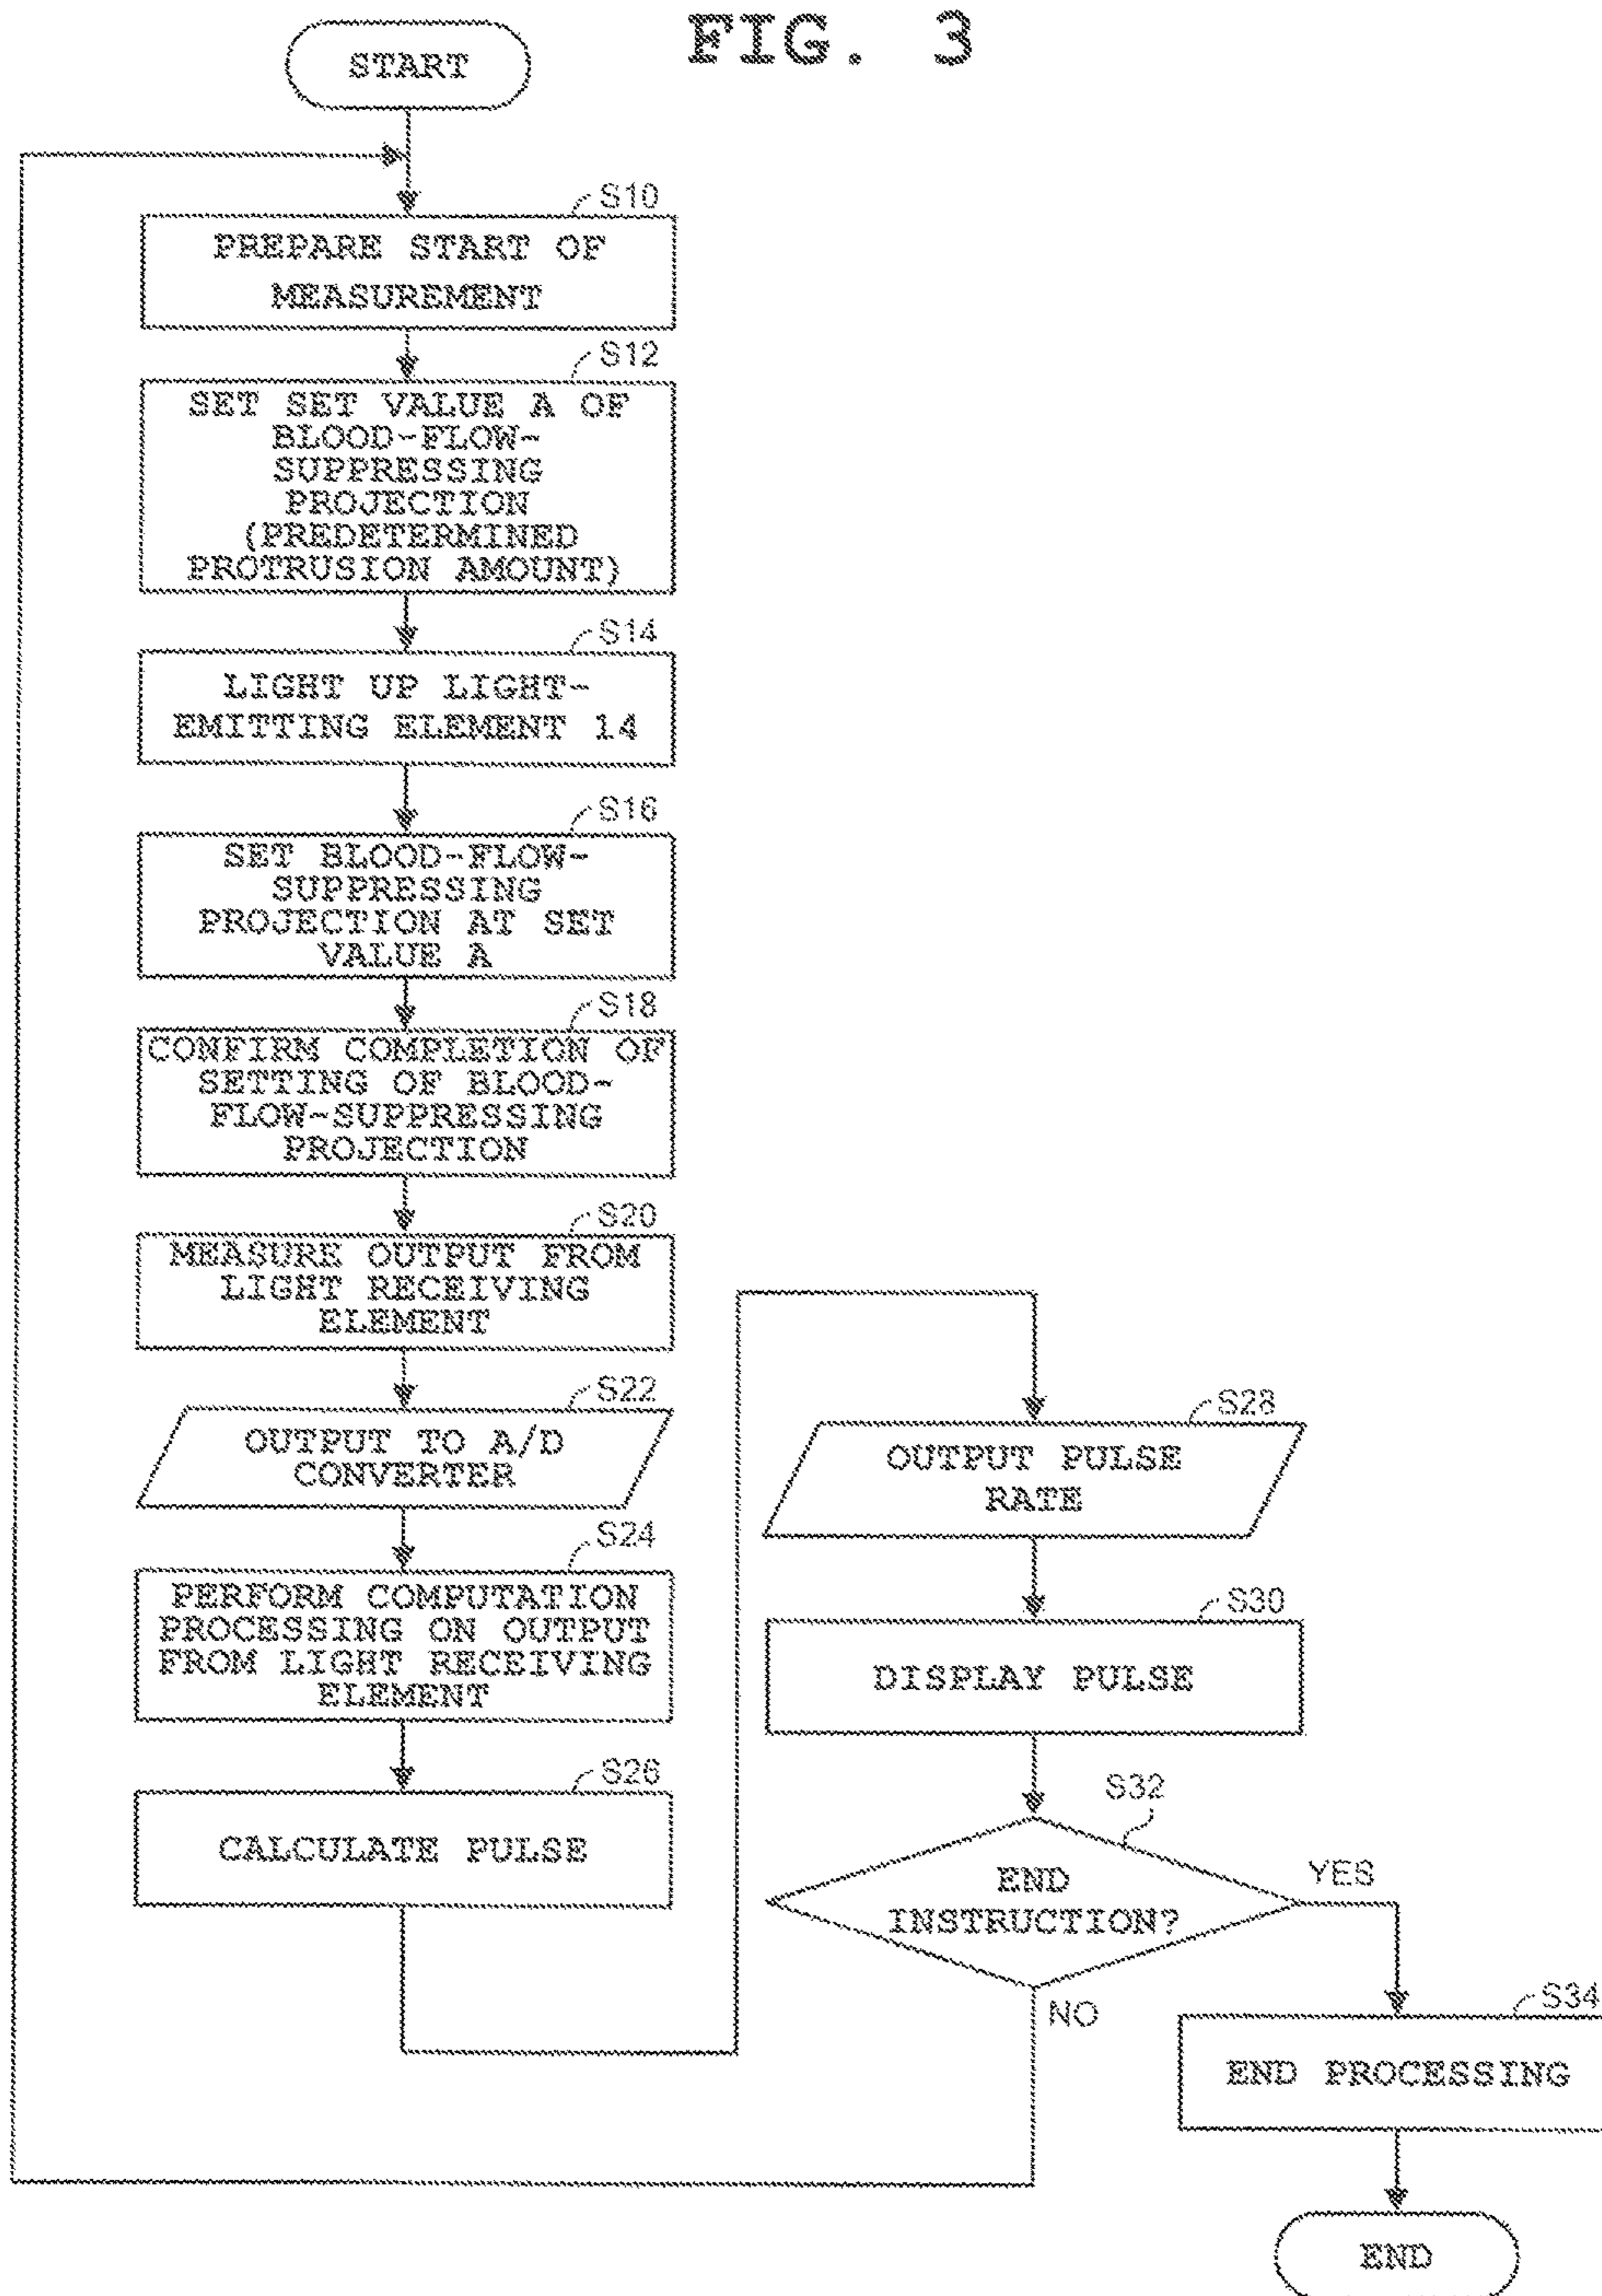 FIG. 3
START
S10
PREPARE START OF
MEASUREMENT
S12
SET SET VALUE A OF
BLOOD-FLOW-
SUPPRESSING
PROJECTION
(PREDETERMINED
PROTRUSION AMOUNT)
S14
LIGHT UP LIGHT-
EMITTING ELEMENT 14
S16
SET BLOOD-FLOW-
SUPPRESSING
PROJECTION AT SET
VALUE A
S18
CONFIRM COMPLETION OF
SETTING OF BLOOD-
FLOW-SUPPRESSING
PROJECTION
S20
MEASURE OUTPUT FROM
LIGHT RECEIVING
ELEMENT
S22
OUTPUT TO A/D
CONVERTER
S24
PERFORM COMPUTATION
PROCESSING ON OUTPUT
FROM LIGHT RECEIVING
ELEMENT
S26
CALCULATE PULSE
S28
OUTPUT PULSE
RATE
S30
DISPLAY PULSE
S32
END
INSTRUCTION?
YES
NO
S34
END PROCESSING
END